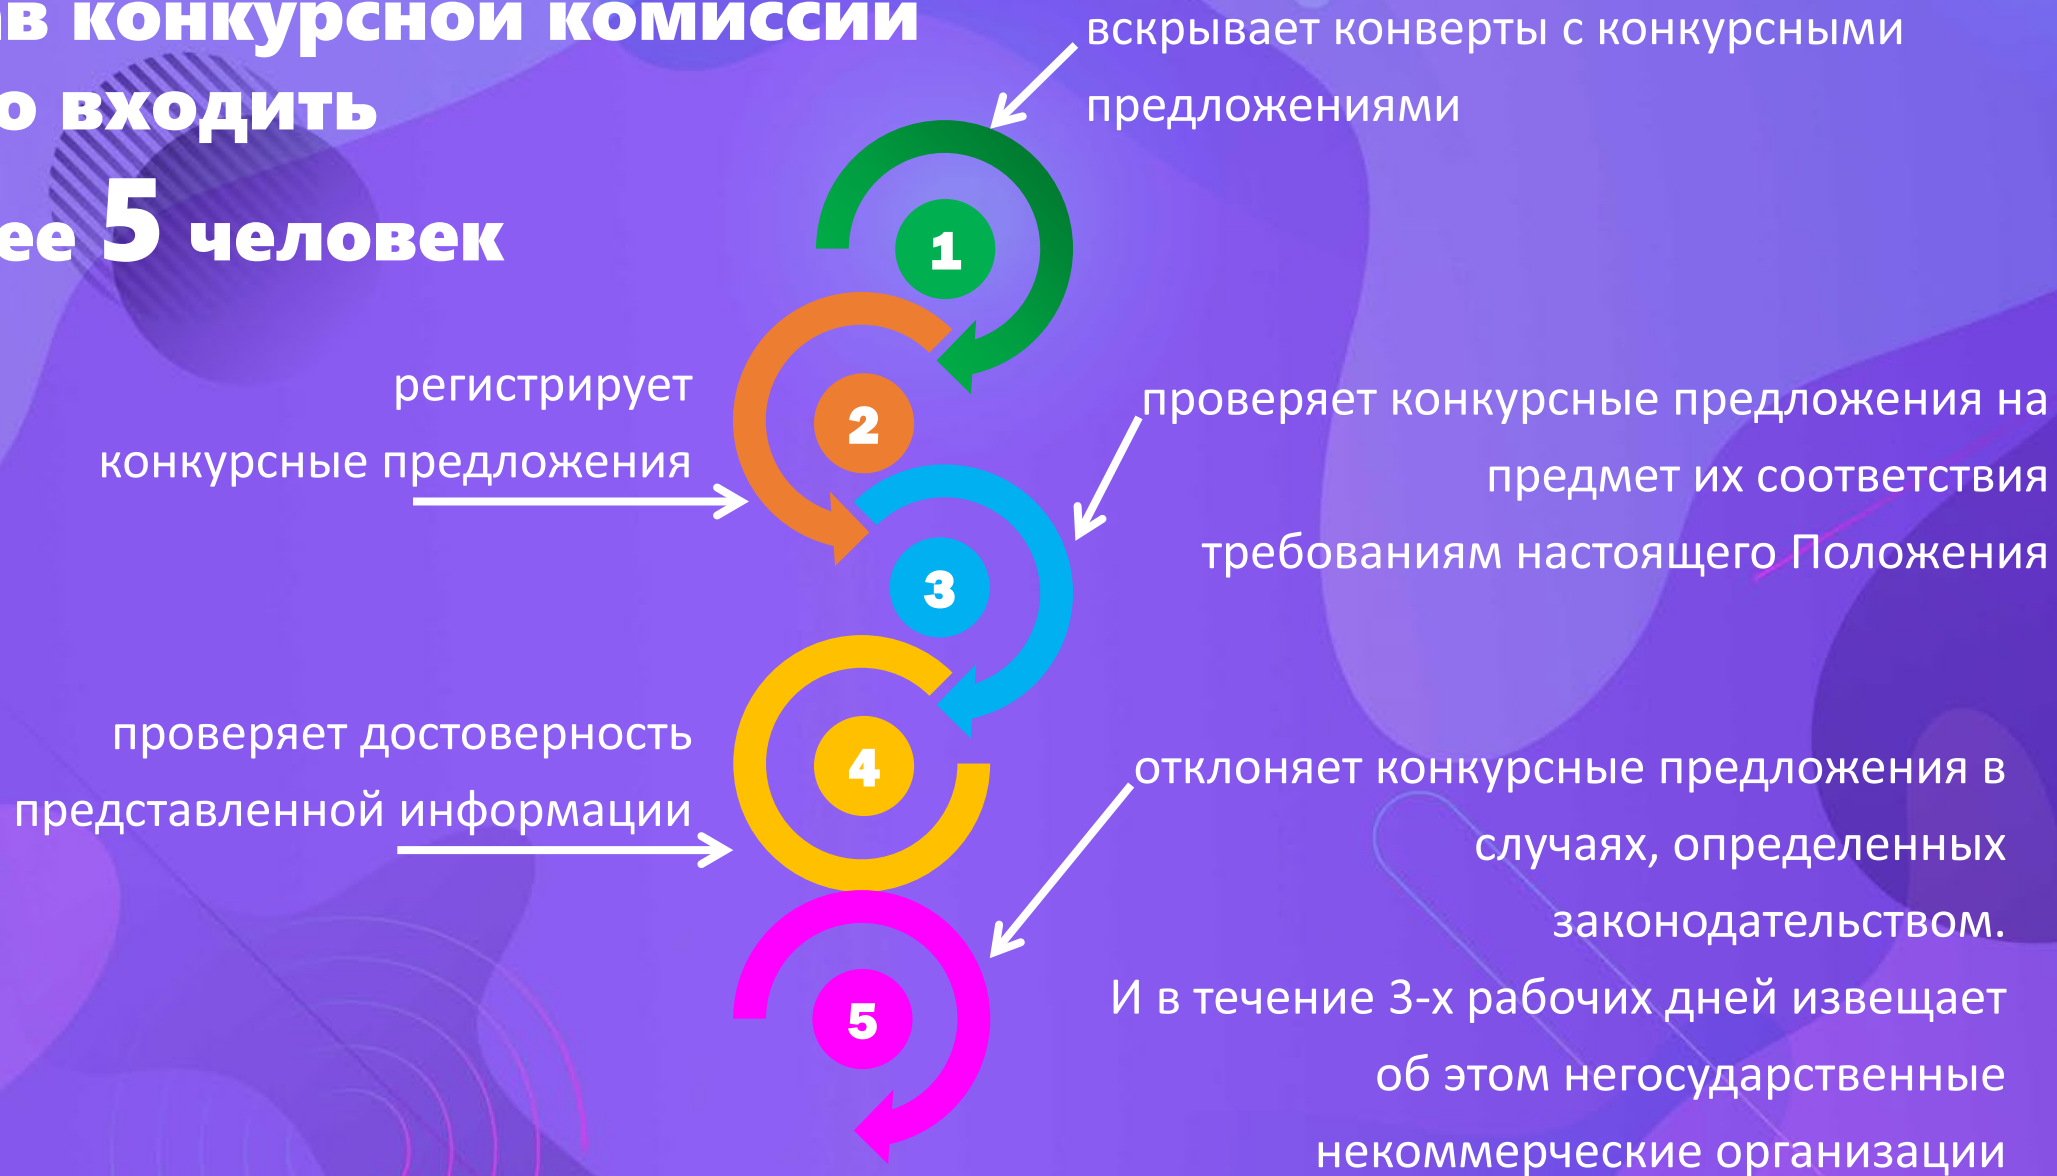 конкурсной комиссии
входить
5 человек
вскрывает конверты с конкурсными
предложениями
1
регистрирует
конкурсные предложения
2
проверяет конкурсные предложения на
предмет их соответствия
требованиям настоящего Положения
3
проверяет достоверность
представленной информации
4
отклоняет конкурсные предложения в
случаях, определенных
законодательством.
И в течение 3-х рабочих дней извещает
об этом негосударственные
некоммерческие организации
5